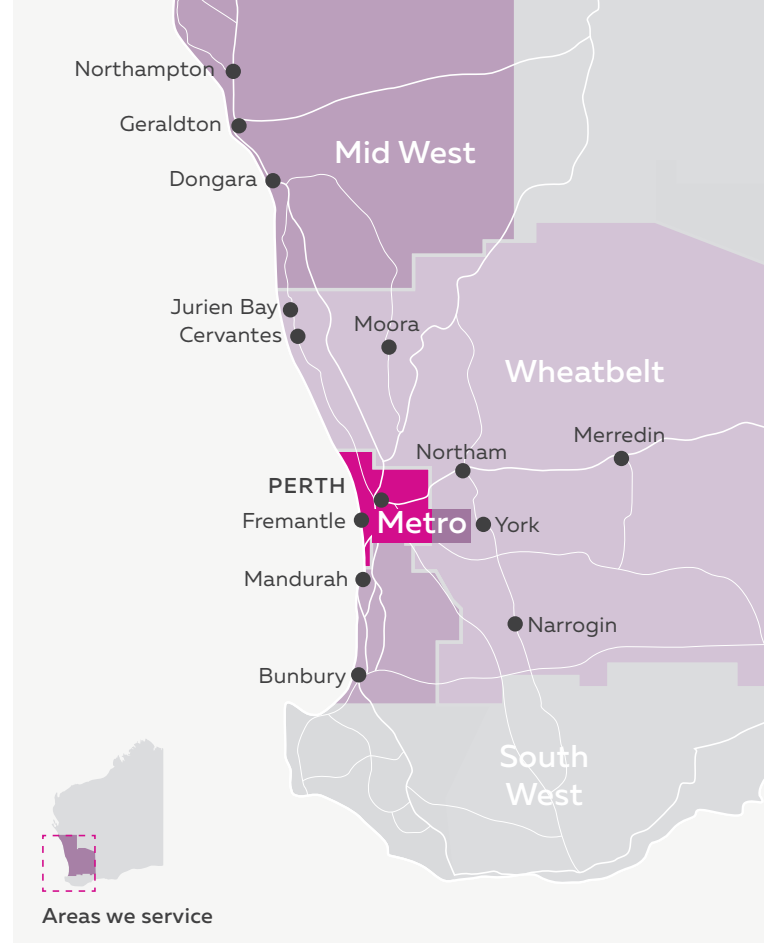 Northampton
Geraldton
Mid West
Dongara
Jurien Bay
Moora
Cervantes
Wheatbelt
Merredin
Northam
PERTH
Fremantle
Metro
York
Mandurah
Narrogin
Bunbury
South
West
Areas we service